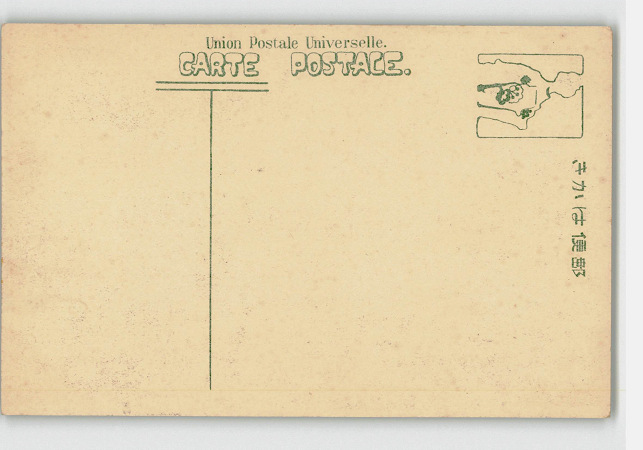 Union Postale Universelle.
CARTE POSTALE.
きかは便郵